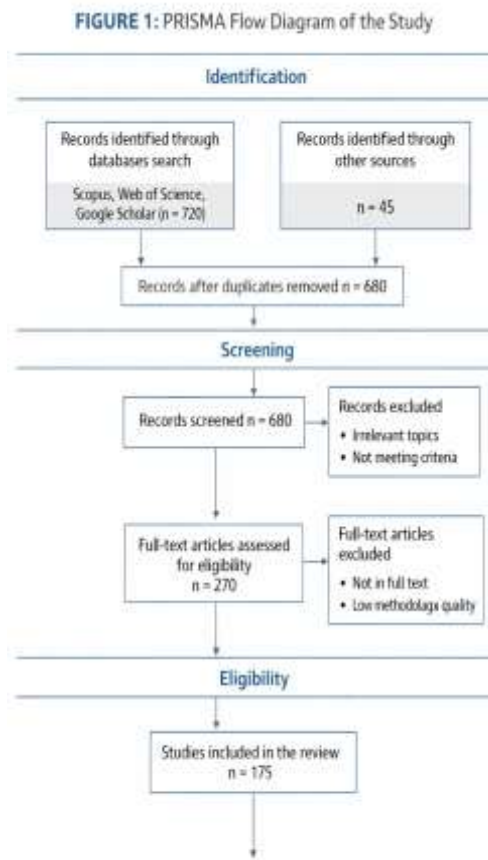 FIGURE 1: PRISMA Flow Diagram of the Study
Identification
Records identified through
databases search
Scopus, Web of Science,
Google Scholar (n = 720)
Records identified through
other sources
n = 45
Records after duplicates removed n = 680
Screening
Records screened n = 680
Records excluded
• Irrelevant topics
• Not meeting criteria
Full-text articles assessed
for eligibility
n = 270
Full-text articles
excluded
• Not in full text
• Low methodolagx quality
Eligibility
Studies included in the review
n = 175